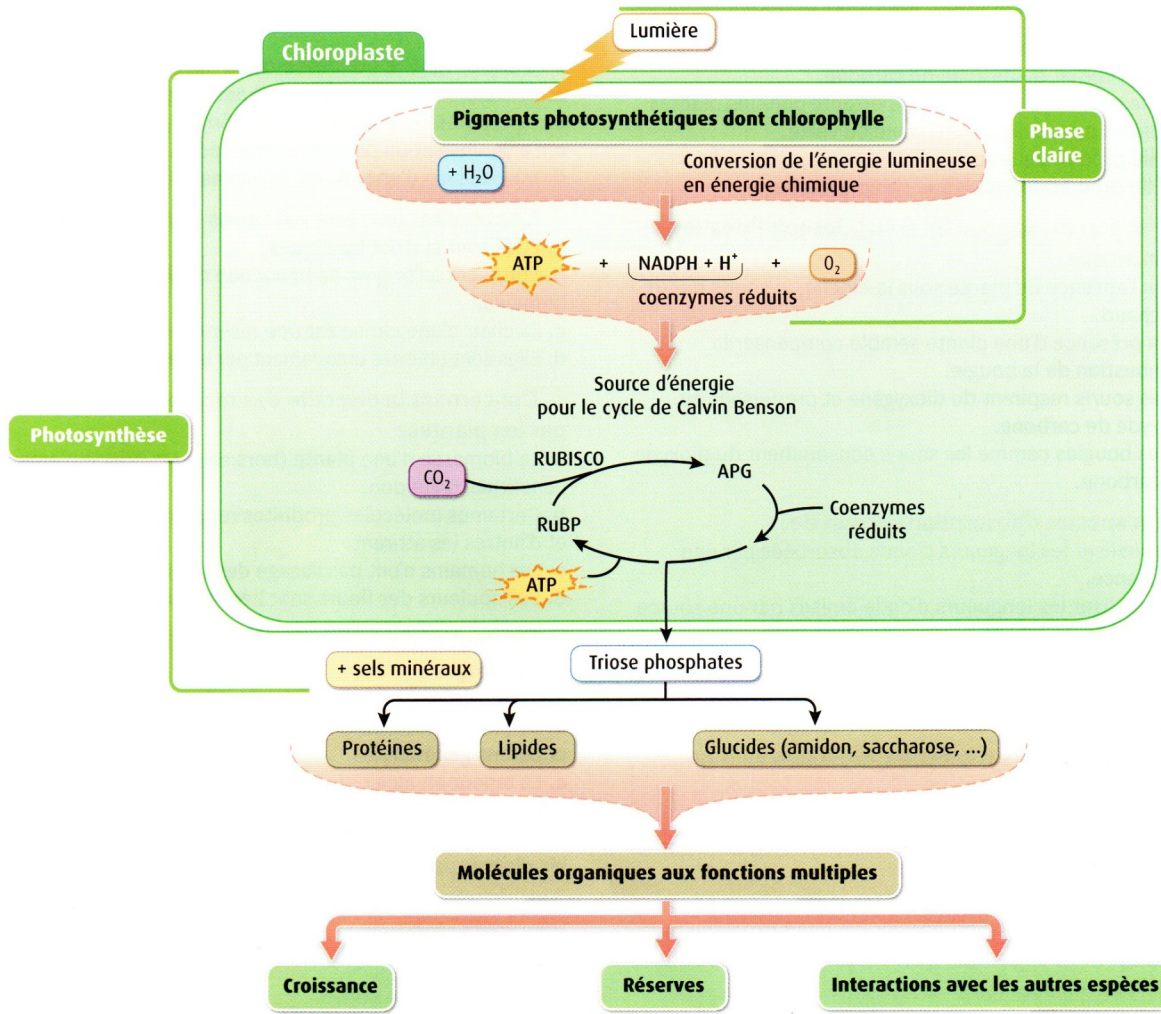 Lumière
Chloroplaste
Pigments photosynthétiques dont chlorophylle
Phase
claire
+ H₂O
Conversion de l'énergie lumineuse
en énergie chimique
ATP + NADPH + H⁺ + O₂
coenzymes réduits
Source d'énergie
pour le cycle de Calvin Benson
Photosynthèse
RUBISCO
CO₂
APG
RuBP
Coenzymes
réduits
ATP
+ sels minéraux
Triose phosphates
Protéines
Lipides
Glucides (amidon, saccharose, ...)
Molécules organiques aux fonctions multiples
Croissance
Réserves
Interactions avec les autres espèces